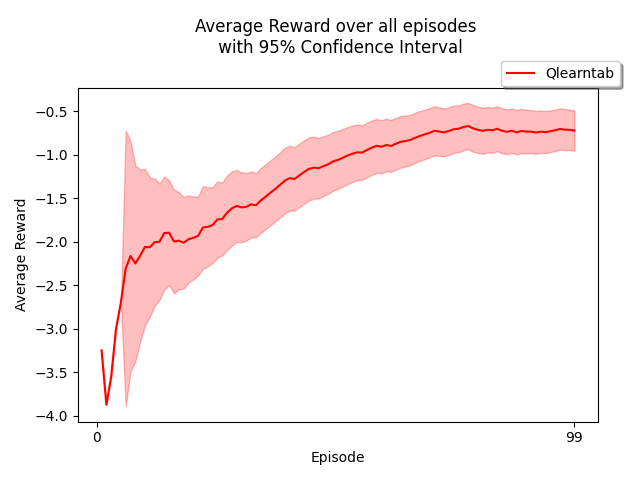 Average Reward over all episodes
with 95% Confidence Interval
Qlearntab
−0.5
−1.0
−1.5
−2.0
−2.5
−3.0
−3.5
−4.0
Average Reward
0
99
Episode